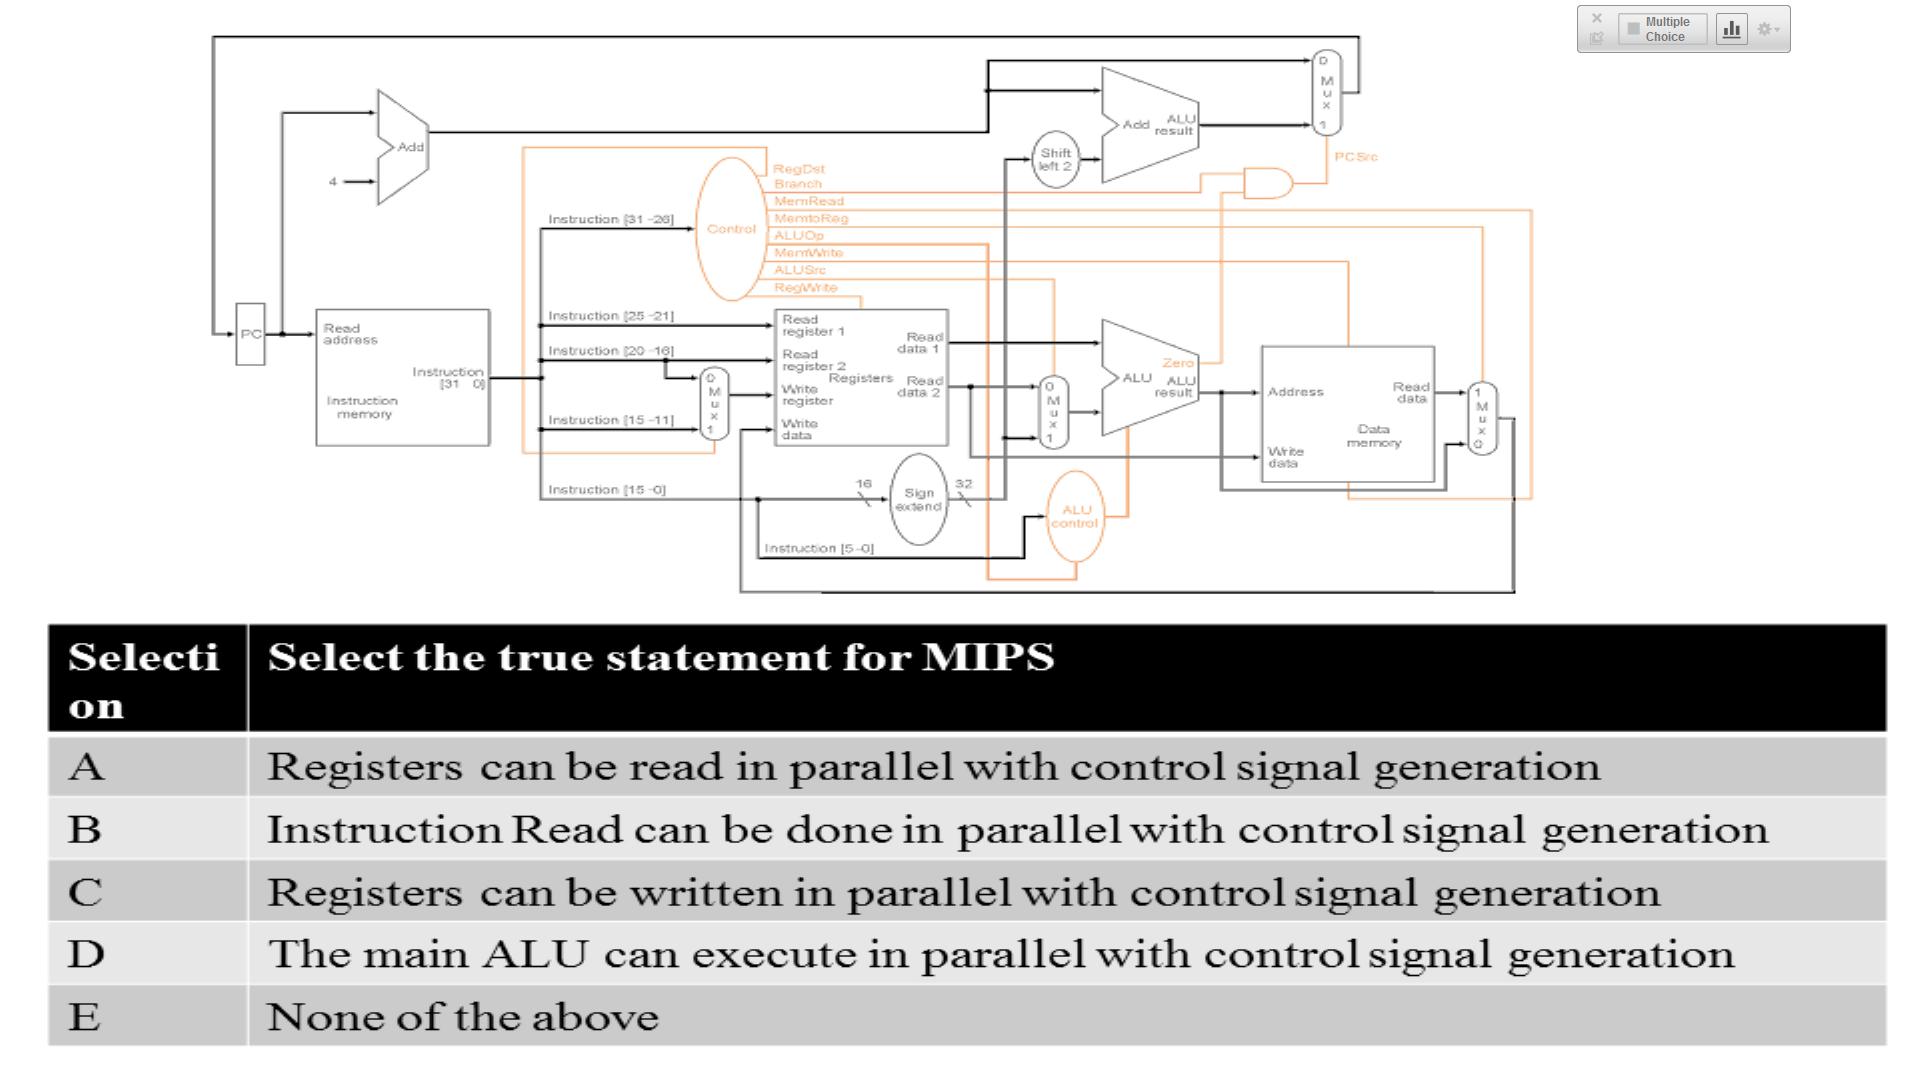 Multiple
Choice
0
M
u
x
1
Add
ALU
result
Shift
left 2
PCSrc
Add
4
RegDst
Branch
MemRead
MemtoReg
ALUOp
MemWrite
ALUSrc
RegWrite
Control
Instruction [31 -26]
Instruction [25 -21]
Instruction [20 -16]
Instruction [15 -11]
Instruction [15 -0]
Instruction [5 -0]
PC
Read
address
Instruction
[31 0]
Instruction
memory
0
M
u
x
1
Read
register 1
Read
register 2
Write
register
Write
data
Registers
Read
data 1
Read
data 2
16
Sign
extend
32
0
M
u
x
1
Zero
ALU
ALU
result
ALU
control
Address
Write
data
Read
data
Data
memory
1
M
u
x
0
Selecti
on
Select the true statement for MIPS
A
Registers can be read in parallel with control signal generation
B
Instruction Read can be done in parallel with control signal generation
C
Registers can be written in parallel with control signal generation
D
The main ALU can execute in parallel with control signal generation
E
None of the above